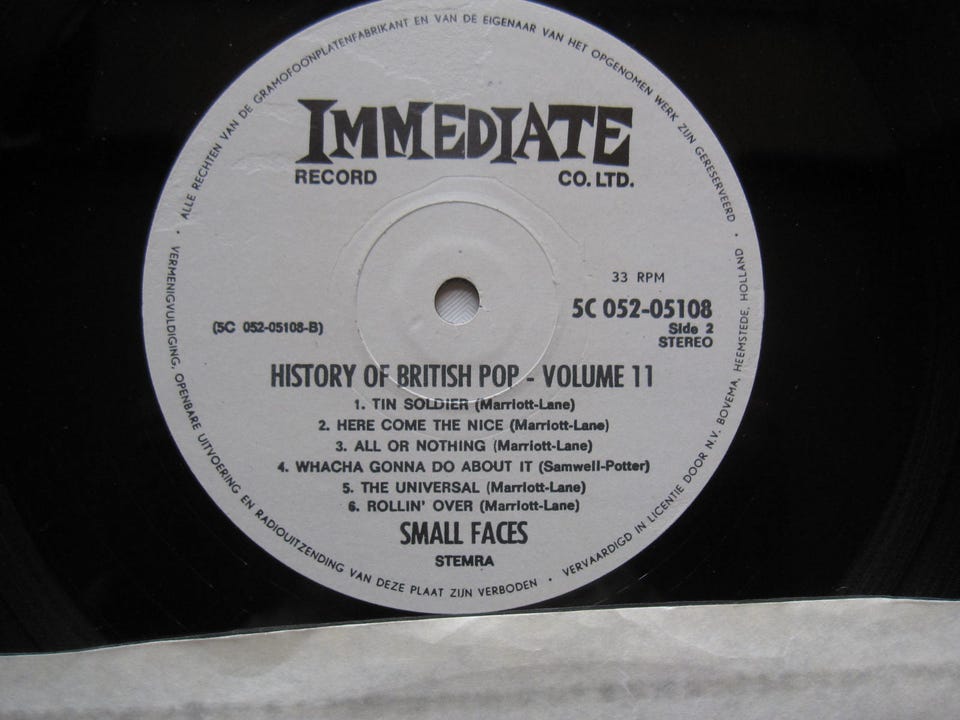 ALLE RECHTEN VAN DE GRAMOFOONPLATENFABRIKANT EN VAN DE EIGENAAR VAN HET OPGENOMEN WERK ZIJN GERESERVEERD •
IMMEDIATE
RECORD CO. LTD.
33 RPM
5C 052-05108
(5C 052-05108-B)
Side 2
STEREO
HISTORY OF BRITISH POP - VOLUME 11
1. TIN SOLDIER (Marriott-Lane)
2. HERE COME THE NICE (Marriott-Lane)
3. ALL OR NOTHING (Marriott-Lane)
4. WHACHA GONNA DO ABOUT IT (Samwell-Potter)
5. THE UNIVERSAL (Marriott-Lane)
6. ROLLIN' OVER (Marriott-Lane)
SMALL FACES
STEMRA
• VERMENIGVULDIGING, OPENBARE UITVOERING EN RADIOUITZENDING VAN DEZE PLAAT ZIJN VERBODEN •
VERVAARDIGD IN LICENTIE DOOR N.V. BOVEMA, HEEMSTEDE, HOLLAND